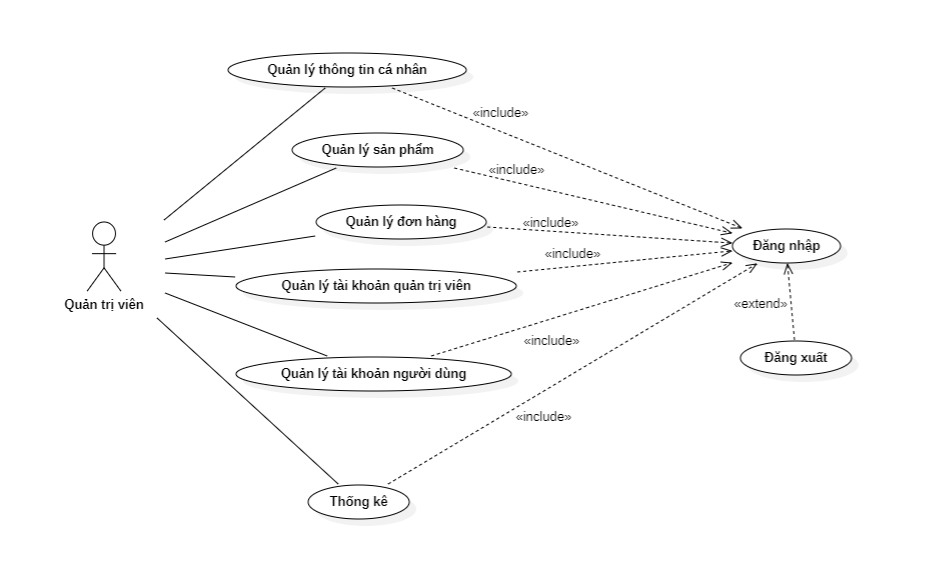 Quản lý thông tin cá nhân
«include»
Quản lý sản phẩm
«include»
Quản lý đơn hàng
«include»
Đăng nhập
«include»
Quản lý tài khoản quản trị viên
Quản trị viên
«extend»
«include»
Đăng xuất
Quản lý tài khoản người dùng
«include»
Thống kê